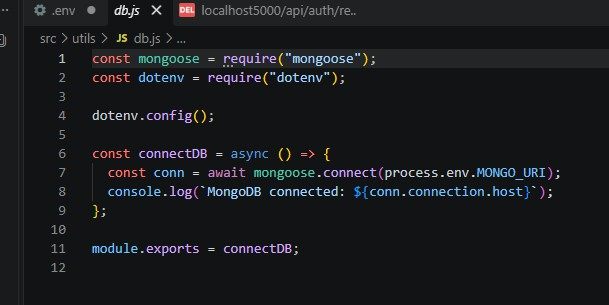 .env
db.js
DEL localhost5000/api/auth/re..
src > utils > JS db.js > ...
1 const mongoose = require("mongoose");
2 const dotenv = require("dotenv");
3
4 dotenv.config();
5
6 const connectDB = async () => {
7 const conn = await mongoose.connect(process.env.MONGO_URI);
8 console.log(`MongoDB connected: ${conn.connection.host}`);
9 };
10
11 module.exports = connectDB;
12